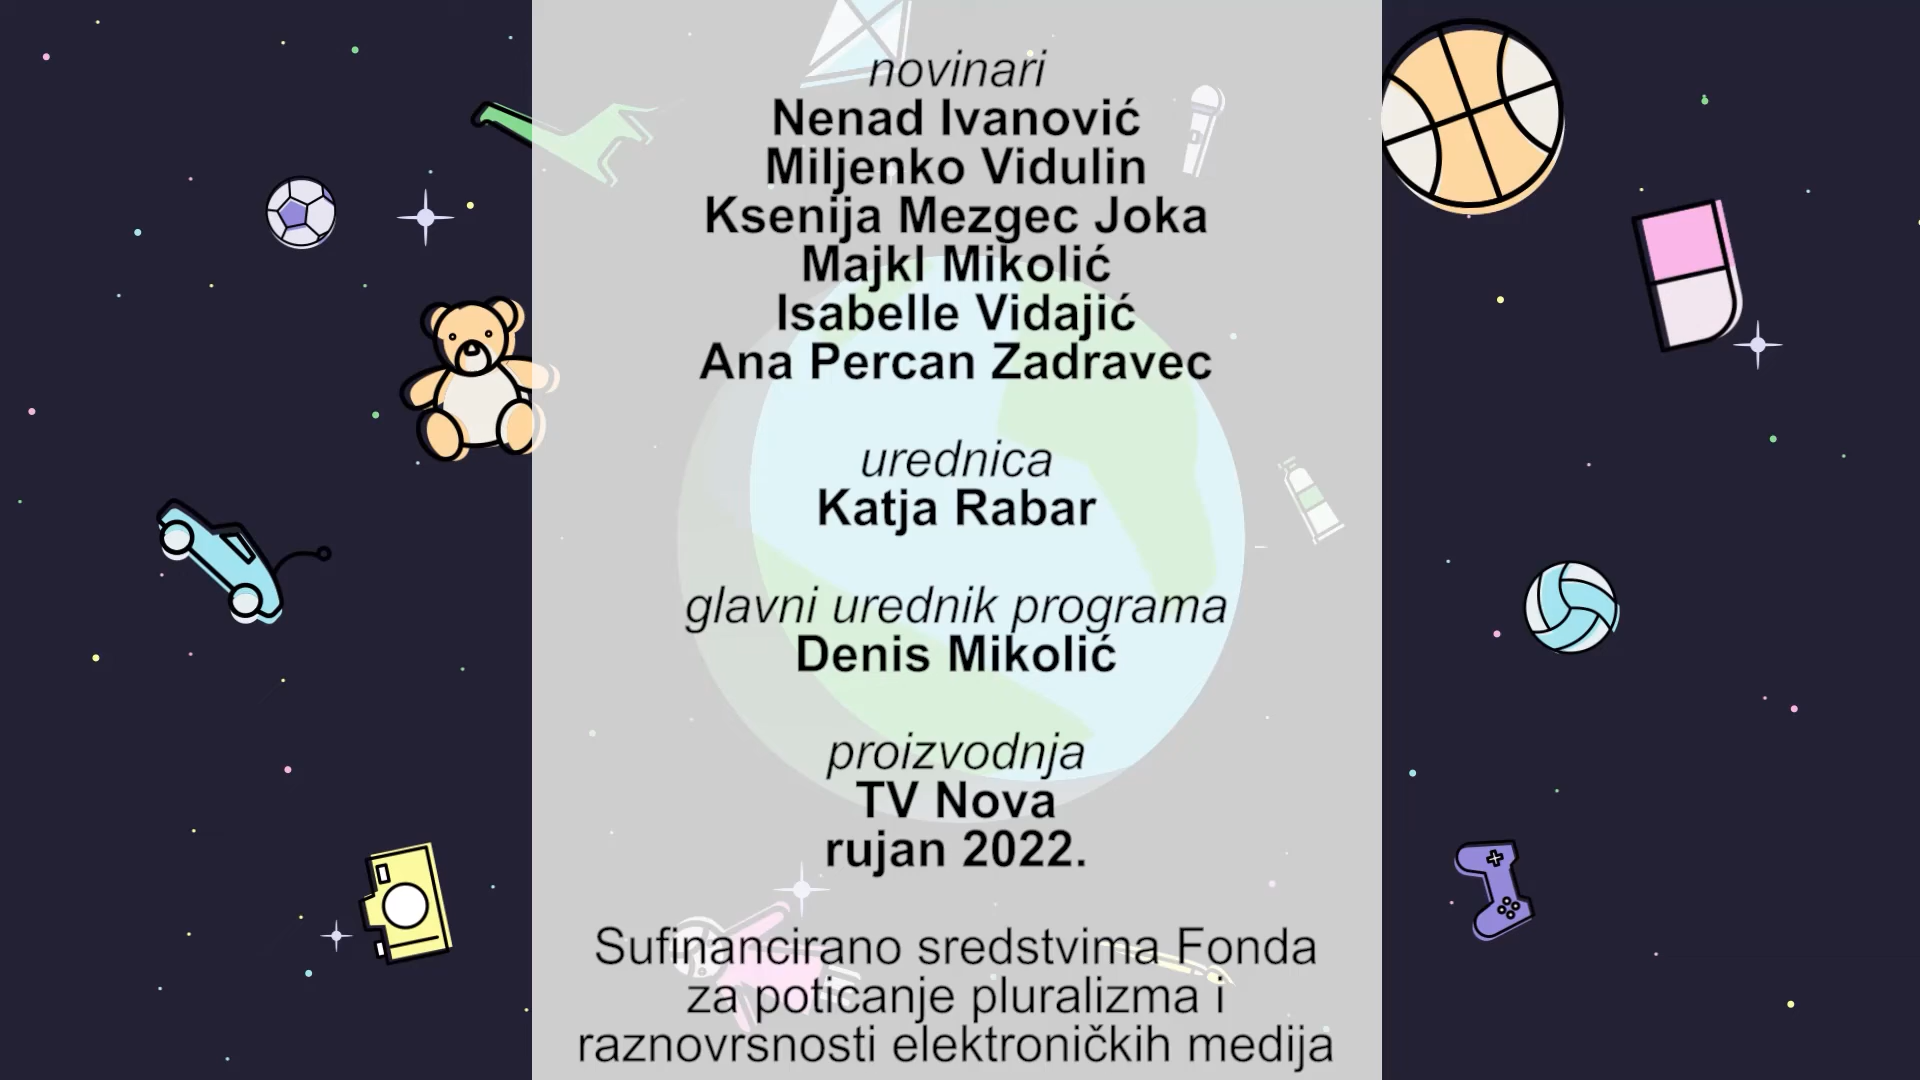 novinari
Nenad Ivanović
Miljenko Vidulin
Ksenija Mezgec Joka
Majkl Mikolić
Isabelle Vidajić
Ana Percan Zadravec
urednica
Katja Rabar
glavni urednik programa
Denis Mikolić
proizvodnja
TV Nova
rujan 2022.
Sufinancirano sredstvima Fonda
za poticanje pluralizma i
raznovrsnosti elektroničkih medija